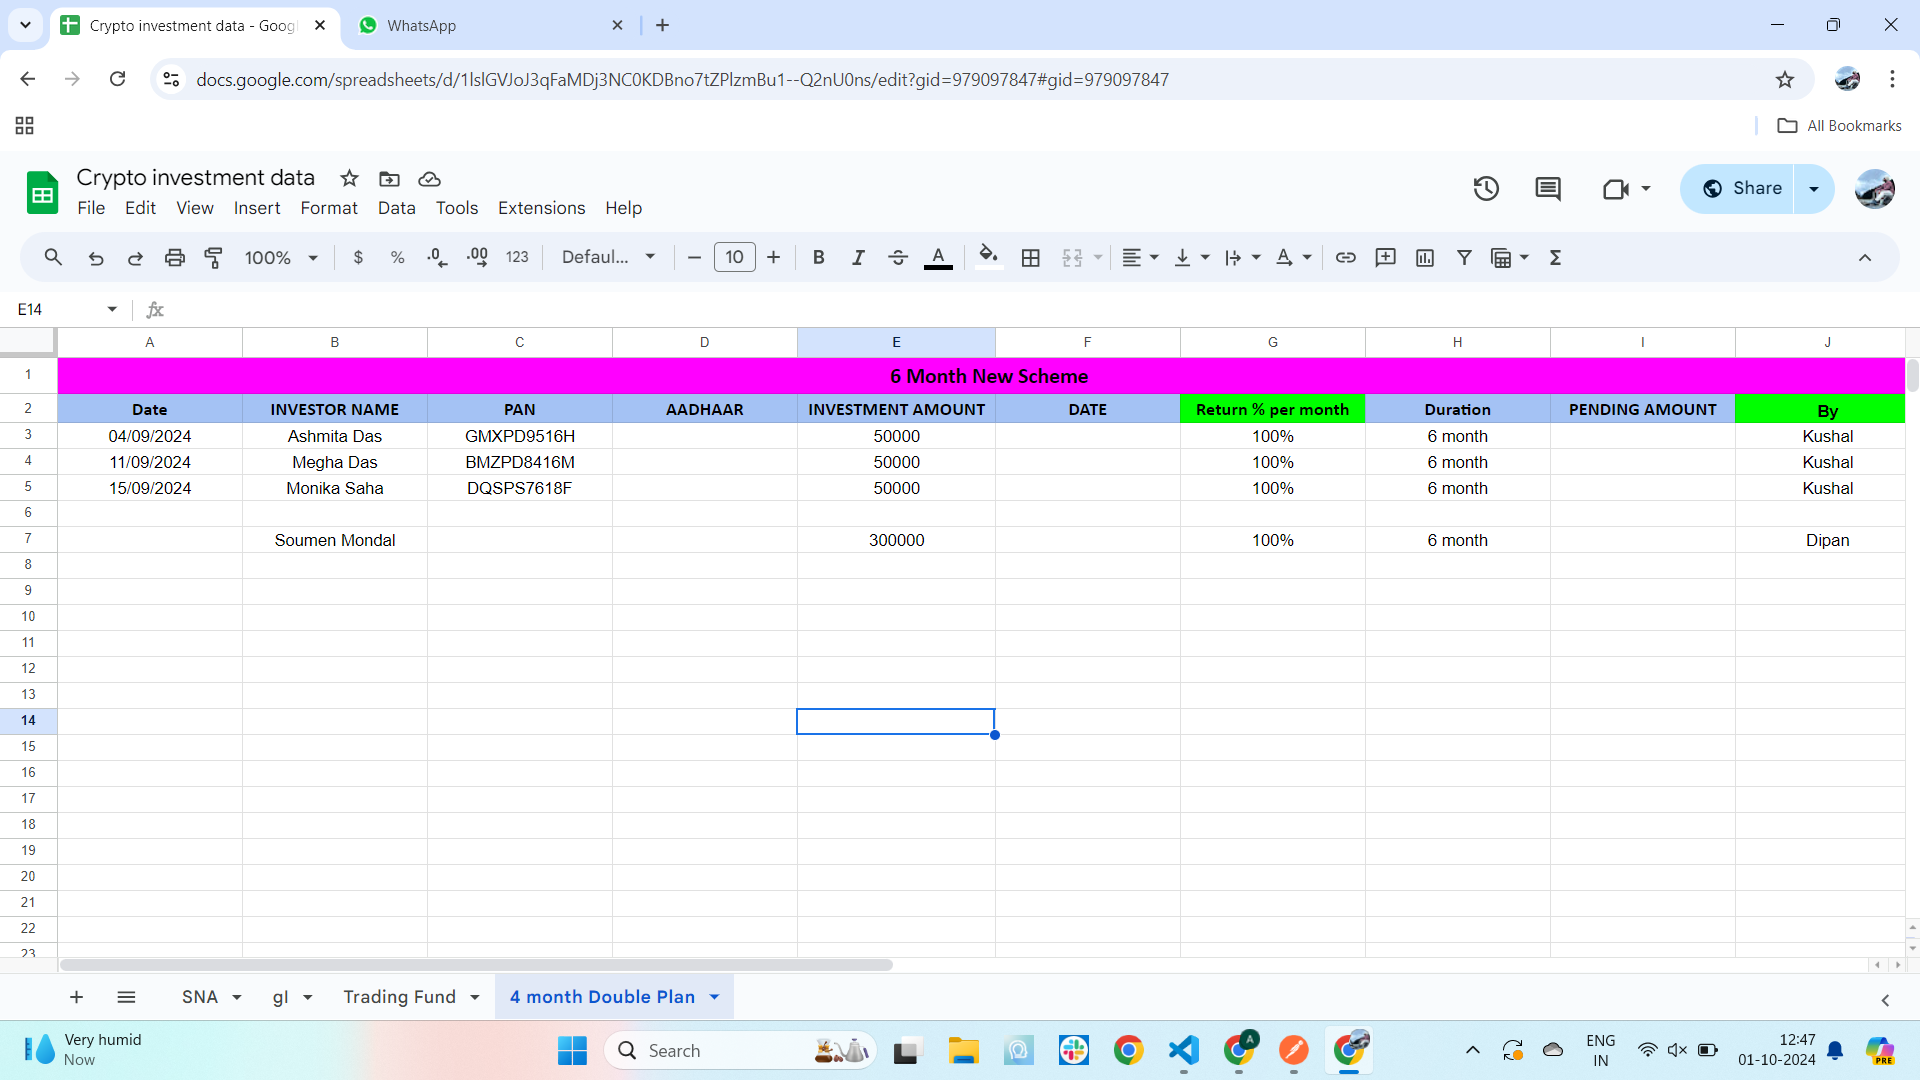 Crypto investment data - Goog
WhatsApp
docs.google.com/spreadsheets/d/1lslGVJoJ3qFaMDj3NC0KDBno7tZPlzmBu1--Q2nU0ns/edit?gid=979097847#gid=979097847
All Bookmarks
Crypto investment data
Share
File Edit View Insert Format Data Tools Extensions Help
100% $ % .0 .00 123 Defaul... 10 B I A Σ
E14 fx
A B C D E F G H I J
1 6 Month New Scheme
2 Date INVESTOR NAME PAN AADHAAR INVESTMENT AMOUNT DATE Return % per month Duration PENDING AMOUNT By
3 04/09/2024 Ashmita Das GMXPD9516H 50000 100% 6 month Kushal
4 11/09/2024 Megha Das BMZPD8416M 50000 100% 6 month Kushal
5 15/09/2024 Monika Saha DQSPS7618F 50000 100% 6 month Kushal
6
7 Soumen Mondal 300000 100% 6 month Dipan
8
9
10
11
12
13
14
15
16
17
18
19
20
21
22
23
SNA gl Trading Fund 4 month Double Plan
Very humid
Now
Search
A
ENG
IN
12:47
01-10-2024
PRE